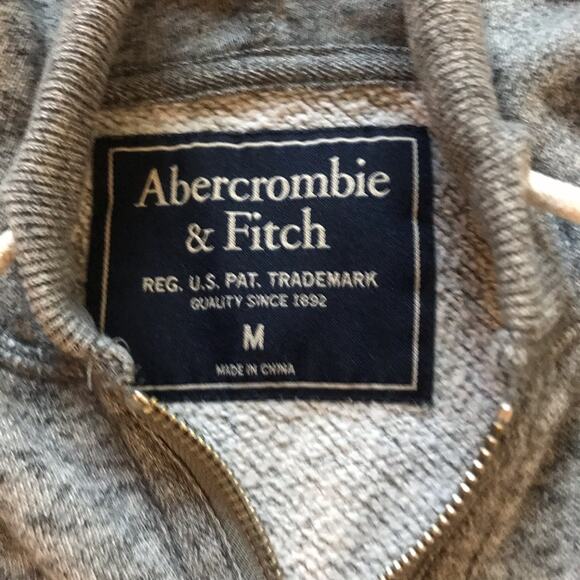 Abercrombie
& Fitch
REG. U.S. PAT. TRADEMARK
QUALITY SINCE 1892
M
MADE IN CHINA